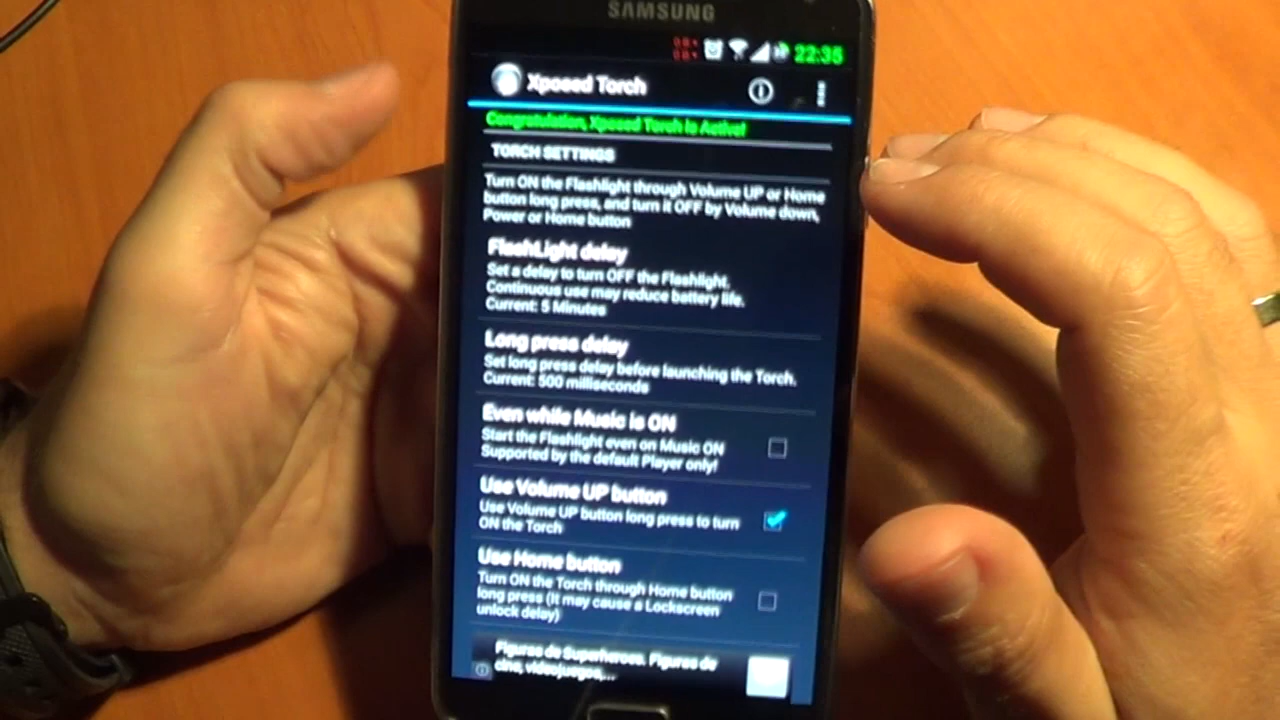 SAMSUNG
22:35
Xposed Torch
Congratulation, Xposed Torch is Active!
TORCH SETTINGS
Turn ON the Flashlight through Volume UP or Home
button long press, and turn it OFF by Volume down,
Power or Home button
FlashLight delay
Set a delay to turn OFF the Flashlight.
Continuous use may reduce battery life.
Current: 5 Minutes
Long press delay
Set long press delay before launching the Torch.
Current: 500 milliseconds
Even while Music is ON
Start the Flashlight even on Music ON
Supported by the default Player only!
Use Volume UP button
Use Volume UP button long press to turn
ON the Torch
Use Home button
Turn ON the Torch through Home button
long press (It may cause a Lockscreen
unlock delay)
Figuras de Superheroes. Figuras de
cine, videojuegos,...